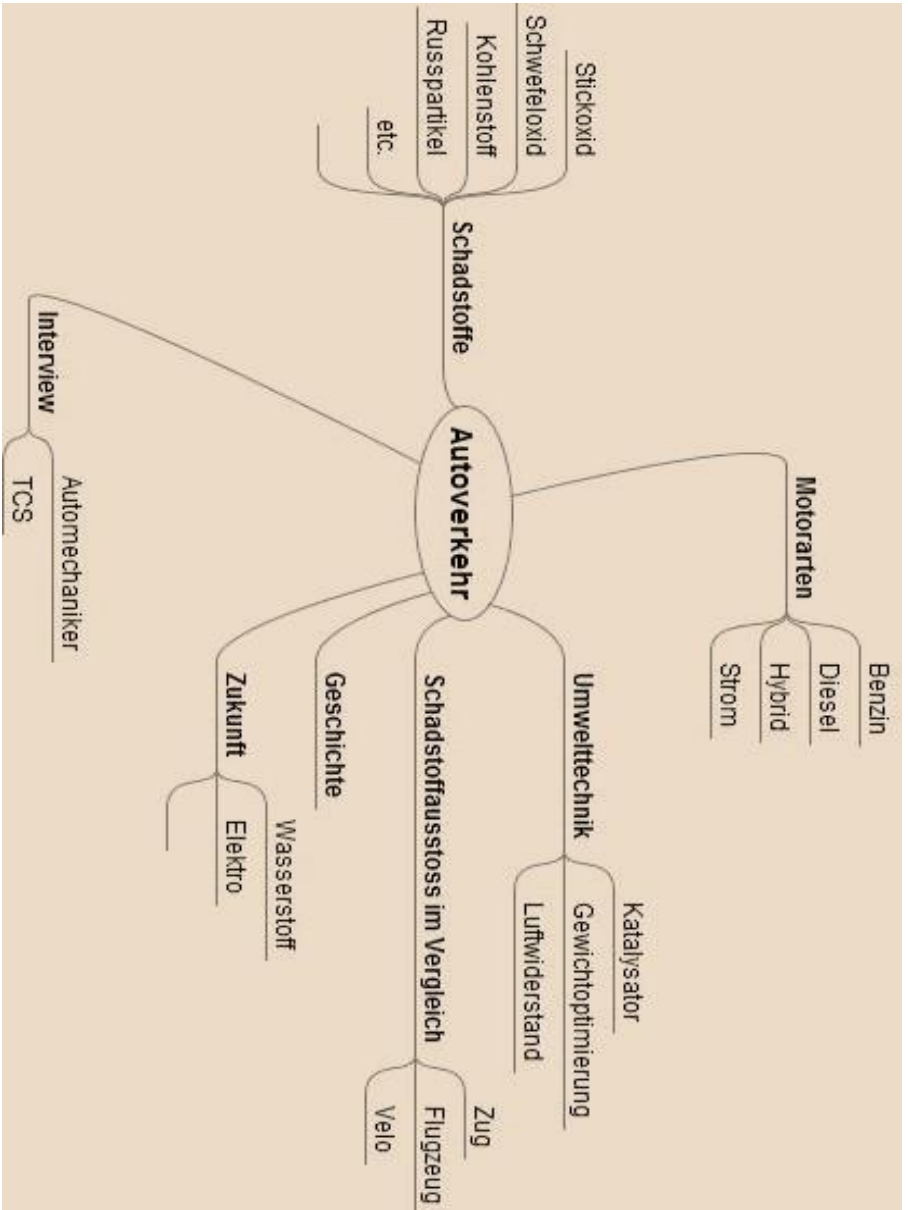 Motorarten
Benzin
Diesel
Hybrid
Strom
Umwelttechnik
Katalysator
Gewichtoptimierung
Luftwiderstand
Stickoxid
Schwefeloxid
Kohlenstoff
Russpartikel
etc.
Schadstoffe
Autoverkehr
Schadstoffausstoss im Vergleich
Zug
Flugzeug
Velo
Geschichte
Zukunft
Wasserstoff
Elektro
Interview
Automechaniker
TCS